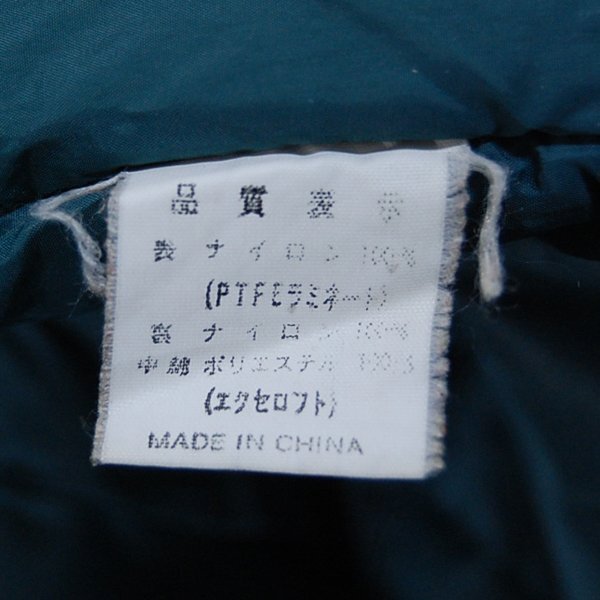 品質表示
表 ナイロン 100%
(PTFEラミネート)
裏 ナイロン 100%
中綿 ポリエステル 100%
(エクセロフト)
MADE IN CHINA